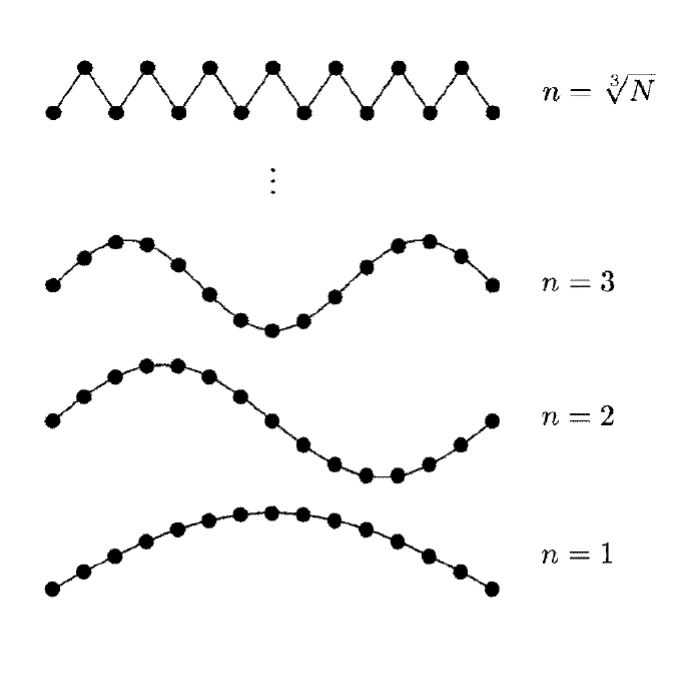 n = ∛N
⋮
n = 3
n = 2
n = 1